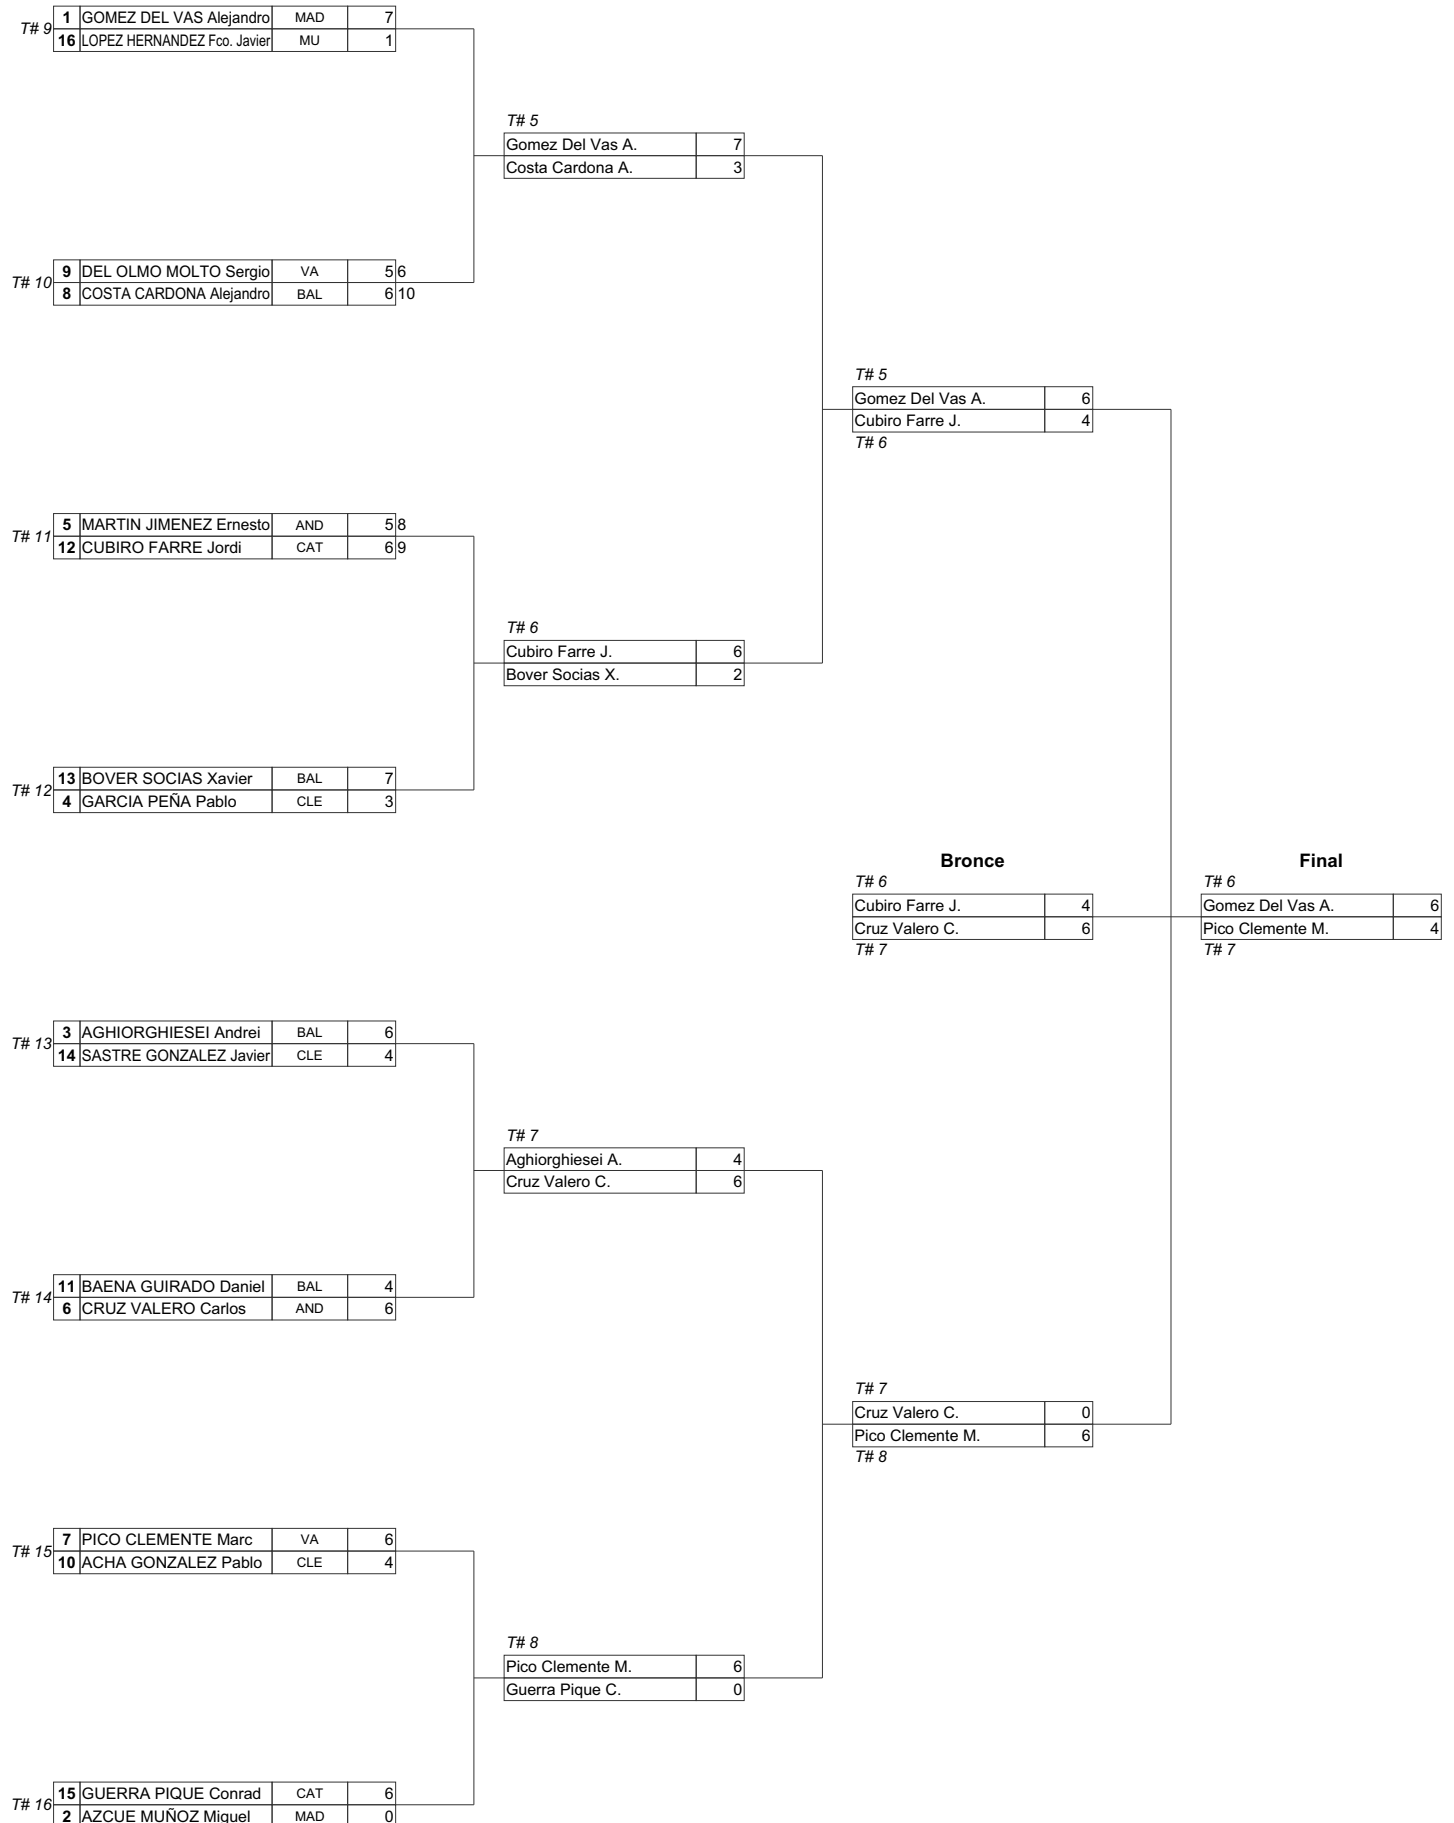 T# 9
1 GOMEZ DEL VAS Alejandro MAD 7
16 LOPEZ HERNANDEZ Fco. Javier MU 1
T# 5
Gomez Del Vas A. 7
Costa Cardona A. 3
T# 10
9 DEL OLMO MOLTO Sergio VA 5 6
8 COSTA CARDONA Alejandro BAL 6 10
T# 5
Gomez Del Vas A. 6
Cubiro Farre J. 4
T# 6
T# 11
5 MARTIN JIMENEZ Ernesto AND 5 8
12 CUBIRO FARRE Jordi CAT 6 9
T# 6
Cubiro Farre J. 6
Bover Socias X. 2
T# 12
13 BOVER SOCIAS Xavier BAL 7
4 GARCIA PEÑA Pablo CLE 3
Bronce
T# 6
Cubiro Farre J. 4
Cruz Valero C. 6
T# 7
Final
T# 6
Gomez Del Vas A. 6
Pico Clemente M. 4
T# 7
T# 13
3 AGHIORGHIESEI Andrei BAL 6
14 SASTRE GONZALEZ Javier CLE 4
T# 7
Aghiorghiesei A. 4
Cruz Valero C. 6
T# 14
11 BAENA GUIRADO Daniel BAL 4
6 CRUZ VALERO Carlos AND 6
T# 7
Cruz Valero C. 0
Pico Clemente M. 6
T# 8
T# 15
7 PICO CLEMENTE Marc VA 6
10 ACHA GONZALEZ Pablo CLE 4
T# 8
Pico Clemente M. 6
Guerra Pique C. 0
T# 16
15 GUERRA PIQUE Conrad CAT 6
2 AZCUE MUÑOZ Miguel MAD 0